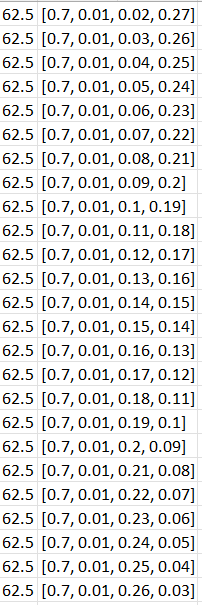 62.5 [0.7, 0.01, 0.02, 0.27]
62.5 [0.7, 0.01, 0.03, 0.26]
62.5 [0.7, 0.01, 0.04, 0.25]
62.5 [0.7, 0.01, 0.05, 0.24]
62.5 [0.7, 0.01, 0.06, 0.23]
62.5 [0.7, 0.01, 0.07, 0.22]
62.5 [0.7, 0.01, 0.08, 0.21]
62.5 [0.7, 0.01, 0.09, 0.2]
62.5 [0.7, 0.01, 0.1, 0.19]
62.5 [0.7, 0.01, 0.11, 0.18]
62.5 [0.7, 0.01, 0.12, 0.17]
62.5 [0.7, 0.01, 0.13, 0.16]
62.5 [0.7, 0.01, 0.14, 0.15]
62.5 [0.7, 0.01, 0.15, 0.14]
62.5 [0.7, 0.01, 0.16, 0.13]
62.5 [0.7, 0.01, 0.17, 0.12]
62.5 [0.7, 0.01, 0.18, 0.11]
62.5 [0.7, 0.01, 0.19, 0.1]
62.5 [0.7, 0.01, 0.2, 0.09]
62.5 [0.7, 0.01, 0.21, 0.08]
62.5 [0.7, 0.01, 0.22, 0.07]
62.5 [0.7, 0.01, 0.23, 0.06]
62.5 [0.7, 0.01, 0.24, 0.05]
62.5 [0.7, 0.01, 0.25, 0.04]
62.5 [0.7, 0.01, 0.26, 0.03]